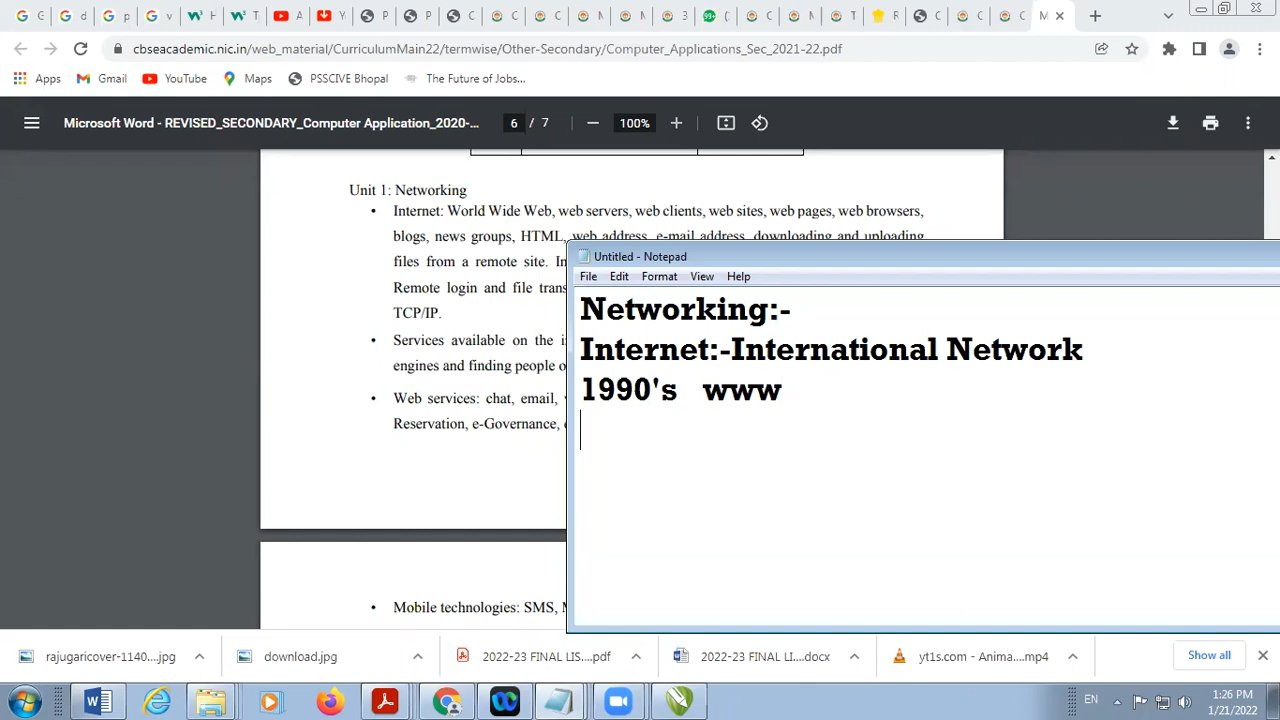 d
p
v
H
T
A
Y
P
P
C
C
C
M
M
3
99+
C
M
T
R
C
C
C
M
cbseacademic.nic.in/web_material/CurriculumMain22/termwise/Other-Secondary/Computer_Applications_Sec_2021-22.pdf
Apps Gmail YouTube Maps PSSCIVE Bhopal The Future of Jobs...
Microsoft Word - REVISED_SECONDARY_Computer Application_2020-... 6 / 7 100%
Unit 1: Networking
• Internet: World Wide Web, web servers, web clients, web sites, web pages, web browsers,
blogs, news groups, HTML, web address, e-mail address, downloading and uploading
files from a remote site. In
Remote login and file trans
TCP/IP.
• Services available on the i
engines and finding people o
• Web services: chat, email,
Reservation, e-Governance,
• Mobile technologies: SMS,
Untitled - Notepad
File Edit Format View Help
Networking:-
Internet:-International Network
1990's www
rajugaricover-1140....jpg
download.jpg
2022-23 FINAL LIS....pdf
2022-23 FINAL LI....docx
yt1s.com - Anima....mp4
Show all
EN
1:26 PM
1/21/2022